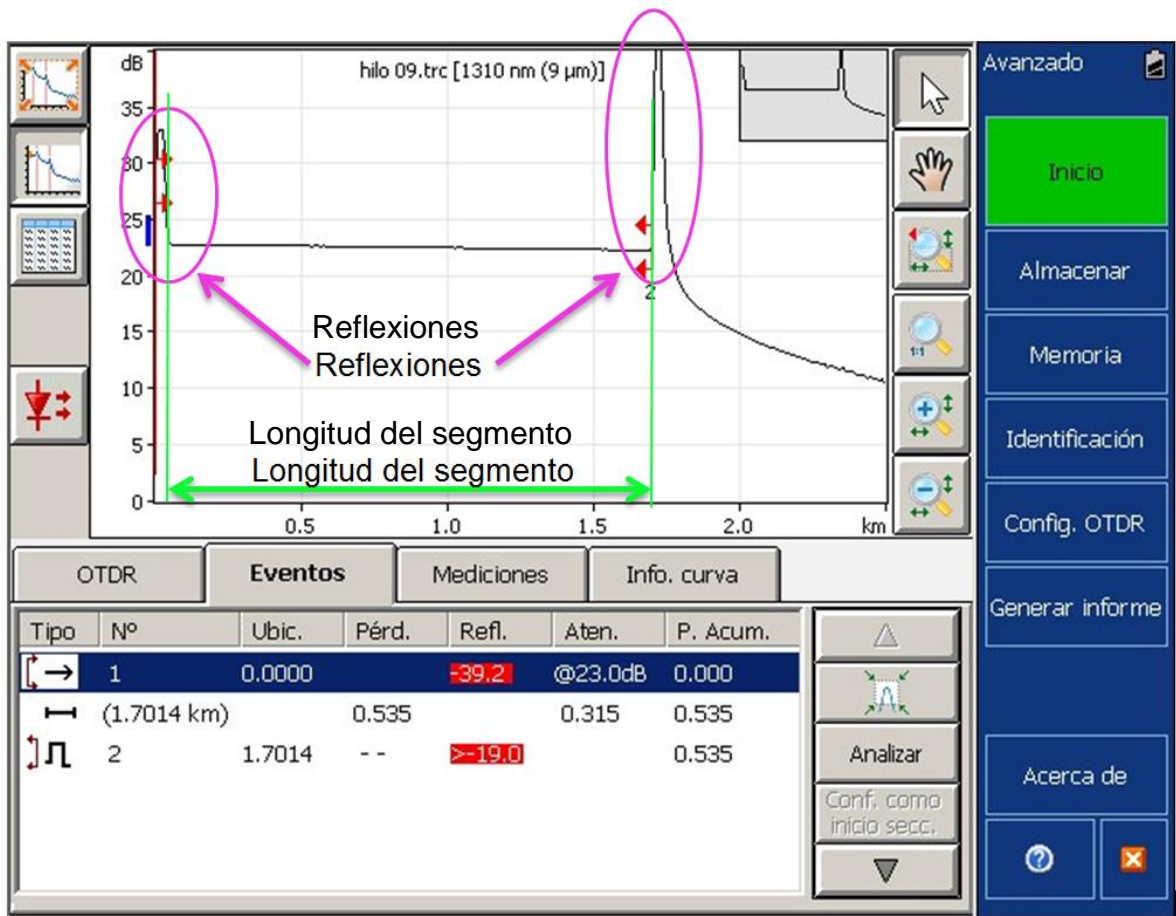 dB
hilo 09.trc [1310 nm (9 µm)]
35
30
25
20
15
10
5
0
0.5 1.0 1.5 2.0 km
2
Reflexiones
Reflexiones
Longitud del segmento
Longitud del segmento
1:1
OTDR Eventos Mediciones Info. curva
Tipo Nº Ubic. Pérd. Refl. Aten. P. Acum.
1 0.0000 -39.2 @23.0dB 0.000
(1.7014 km) 0.535 0.315 0.535
2 1.7014 - - >-19.0 0.535
Analizar
Conf. como
inicio secc.
Avanzado
Inicio
Almacenar
Memoria
Identificación
Config. OTDR
Generar informe
Acerca de
?